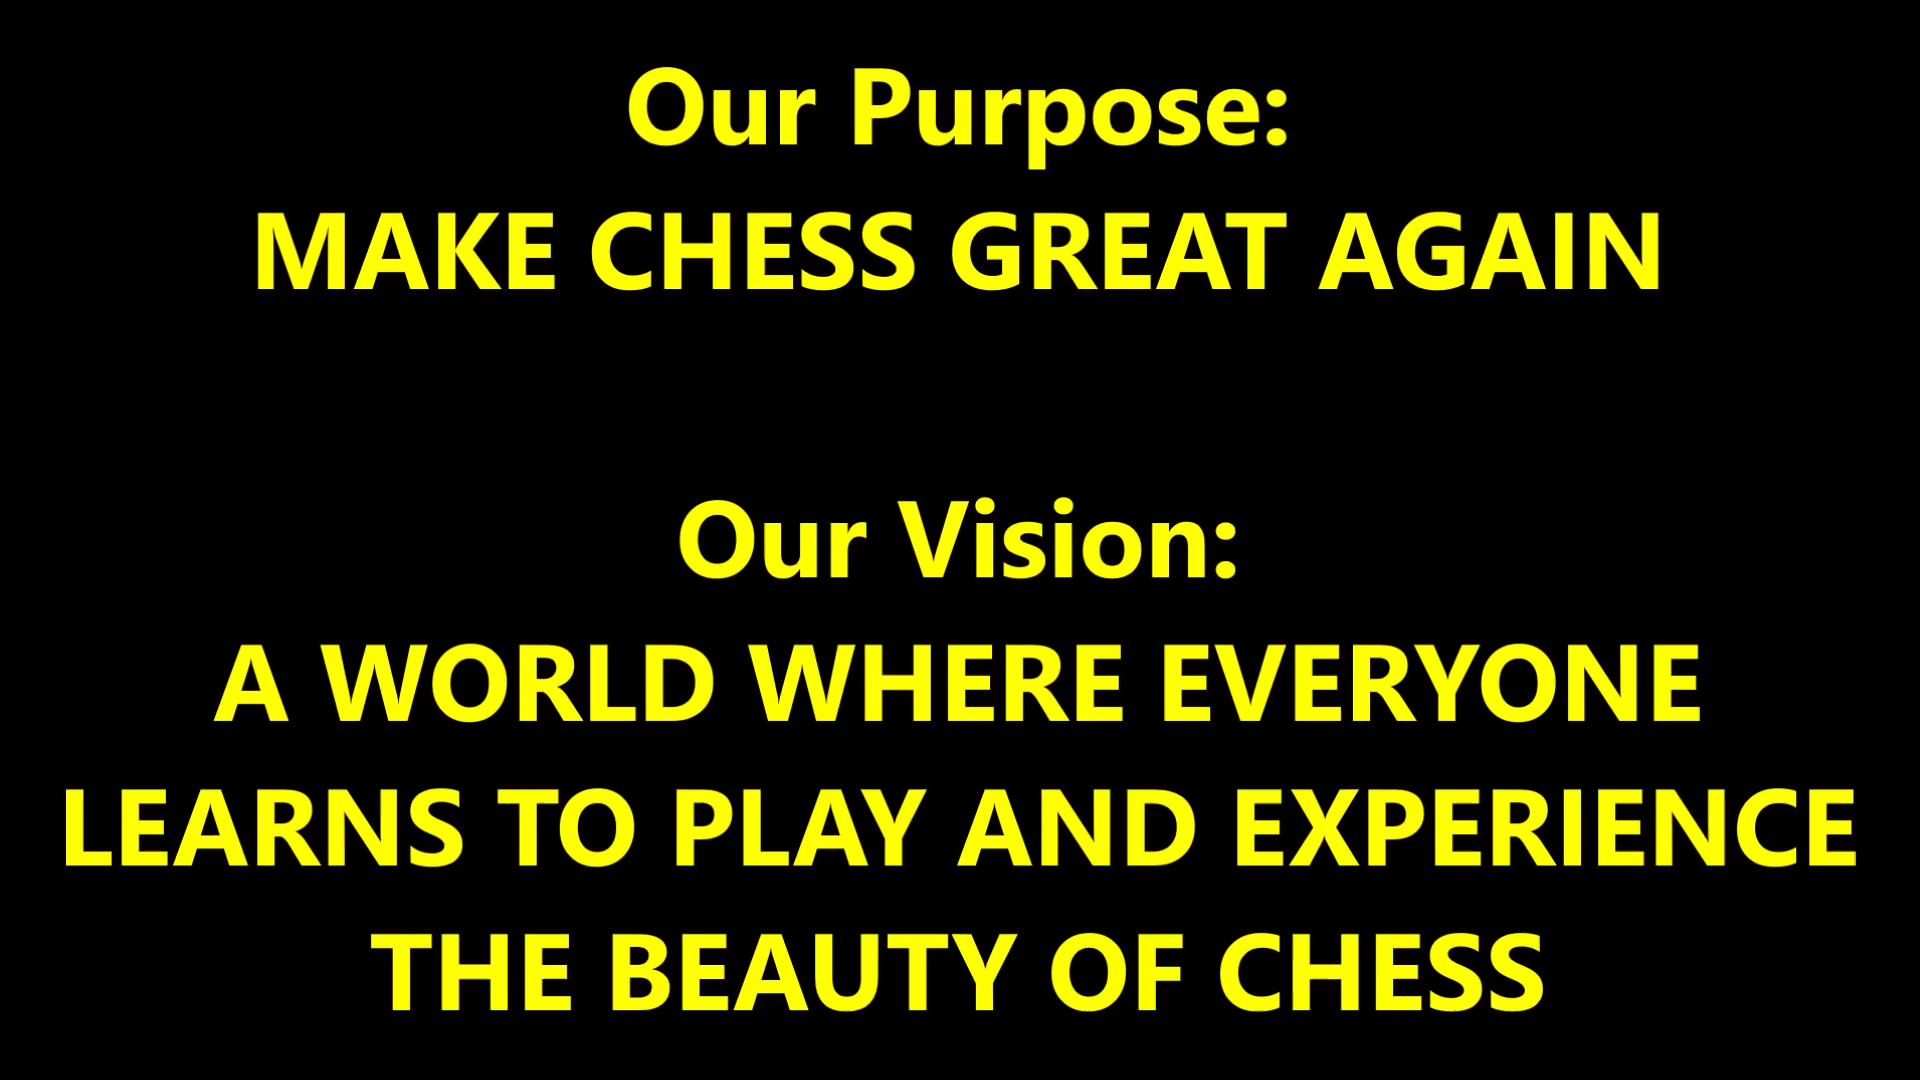 Our Purpose:
MAKE CHESS GREAT AGAIN
Our Vision:
A WORLD WHERE EVERYONE
LEARNS TO PLAY AND EXPERIENCE
THE BEAUTY OF CHESS